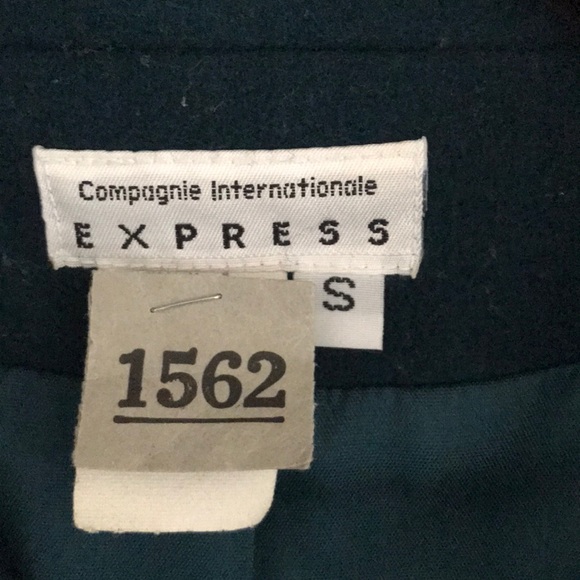 Compagnie Internationale
EXPRESS
S
1562